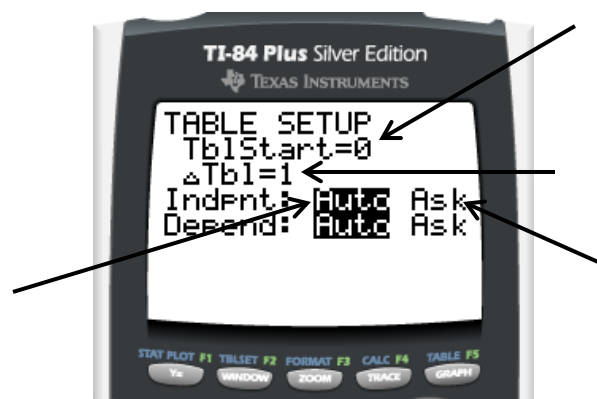 TI-84 Plus Silver Edition
TEXAS INSTRUMENTS
TABLE SETUP
TblStart=0
△Tbl=1
Indpnt: Auto Ask
Depend: Auto Ask
STAT PLOT F1 TBLSET F2 FORMAT F3 CALC F4 TABLE F5
Y= WINDOW ZOOM TRACE GRAPH